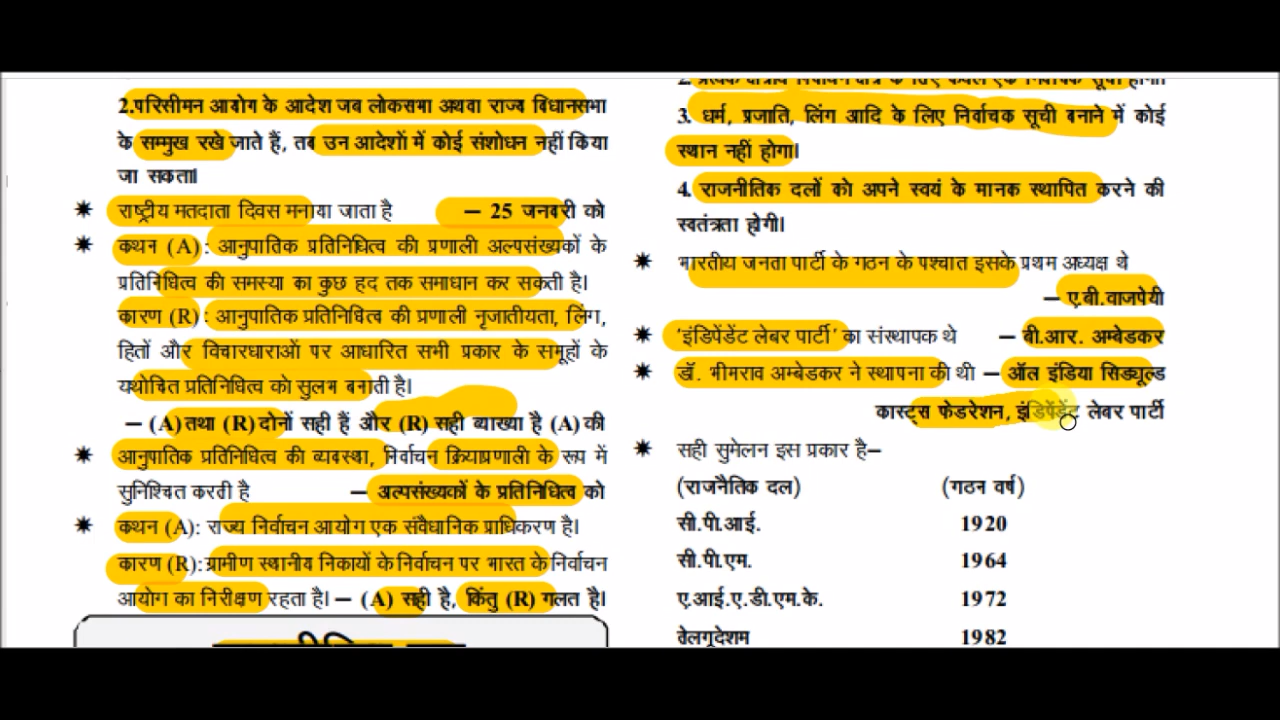 2.परिसीमन आयोग के आदेश जब लोकसभा अथवा राज्य विधानसभा
के सम्मुख रखे जाते हैं, तब उन आदेशों में कोई संशोधन नहीं किया
जा सकता।
* राष्ट्रीय मतदाता दिवस मनाया जाता है – 25 जनवरी को
* कथन (A): आनुपातिक प्रतिनिधित्व की प्रणाली अल्पसंख्यकों के
प्रतिनिधित्व की समस्या का कुछ हद तक समाधान कर सकती है।
कारण (R): आनुपातिक प्रतिनिधित्व की प्रणाली नृजातीयता, लिंग,
हितों और विचारधाराओं पर आधारित सभी प्रकार के समूहों के
यथोचित प्रतिनिधित्व को सुलभ बनाती है।
– (A) तथा (R) दोनों सही हैं और (R) सही व्याख्या है (A) की
* आनुपातिक प्रतिनिधित्व की व्यवस्था, निर्वाचन क्रियाप्रणाली के रूप में
सुनिश्चित करती है – अल्पसंख्यकों के प्रतिनिधित्व को
* कथन (A): राज्य निर्वाचन आयोग एक संवैधानिक प्राधिकरण है।
कारण (R):ग्रामीण स्थानीय निकायों के निर्वाचन पर भारत के निर्वाचन
आयोग का निरीक्षण रहता है। – (A) सही है, किंतु (R) गलत है।
2. प्रत्येक क्षेत्रीय निर्वाचन क्षेत्र के लिए केवल एक निर्वाचक सूची होगी।
3. धर्म, प्रजाति, लिंग आदि के लिए निर्वाचक सूची बनाने में कोई
स्थान नहीं होगा।
4. राजनीतिक दलों को अपने स्वयं के मानक स्थापित करने की
स्वतंत्रता होगी।
* भारतीय जनता पार्टी के गठन के पश्चात इसके प्रथम अध्यक्ष थे
– ए.बी.वाजपेयी
* 'इंडिपेंडेंट लेबर पार्टी' का संस्थापक थे – बी.आर. अम्बेडकर
* डॉ. भीमराव अम्बेडकर ने स्थापना की थी – ऑल इंडिया सिड्यूल्ड
कास्ट्स फेडरेशन, इंडिपेंडेंट लेबर पार्टी
* सही सुमेलन इस प्रकार है–
(राजनैतिक दल) (गठन वर्ष)
सी.पी.आई. 1920
सी.पी.एम. 1964
ए.आई.ए.डी.एम.के. 1972
तेलगूदेशम 1982